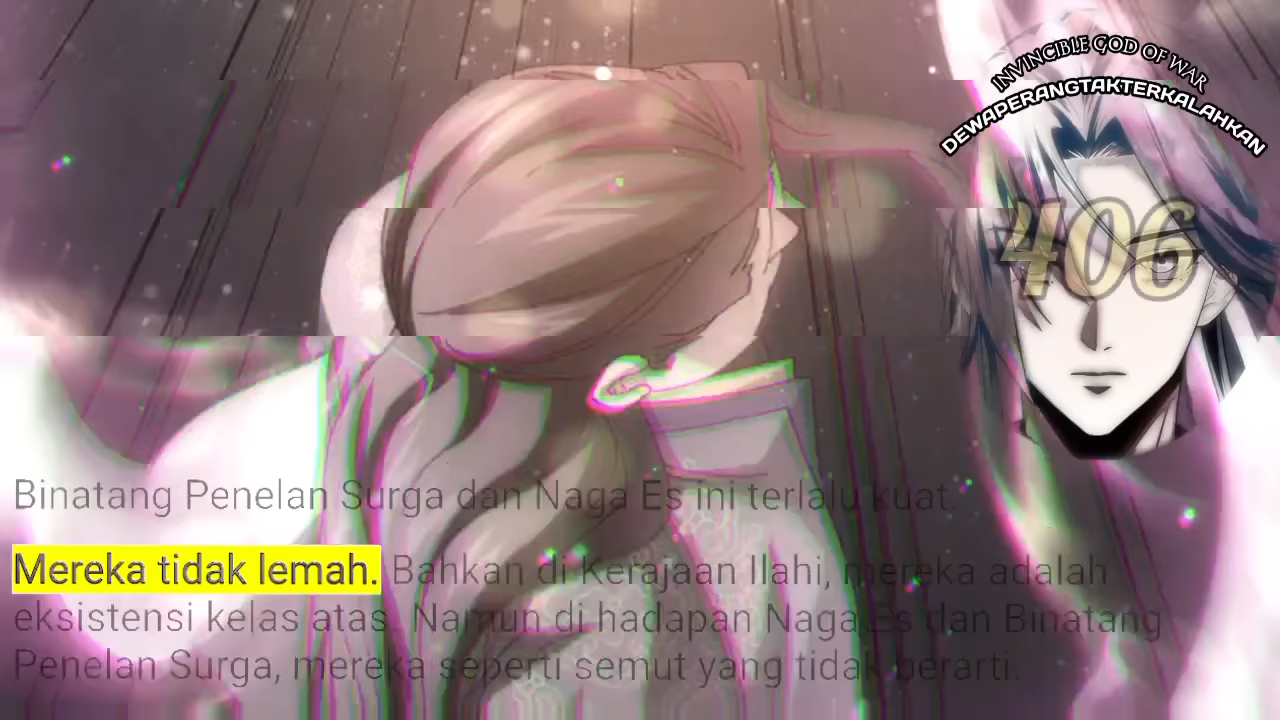 INVINCIBLE GOD OF WAR
DEWAPERANGTAKTERKALAHKAN
406
Binatang Penelan Surga dan Naga Es ini terlalu kuat.
Mereka tidak lemah. Bahkan di Kerajaan Ilahi, mereka adalah
eksistensi kelas atas. Namun di hadapan Naga Es dan Binatang
Penelan Surga, mereka seperti semut yang tidak berarti.